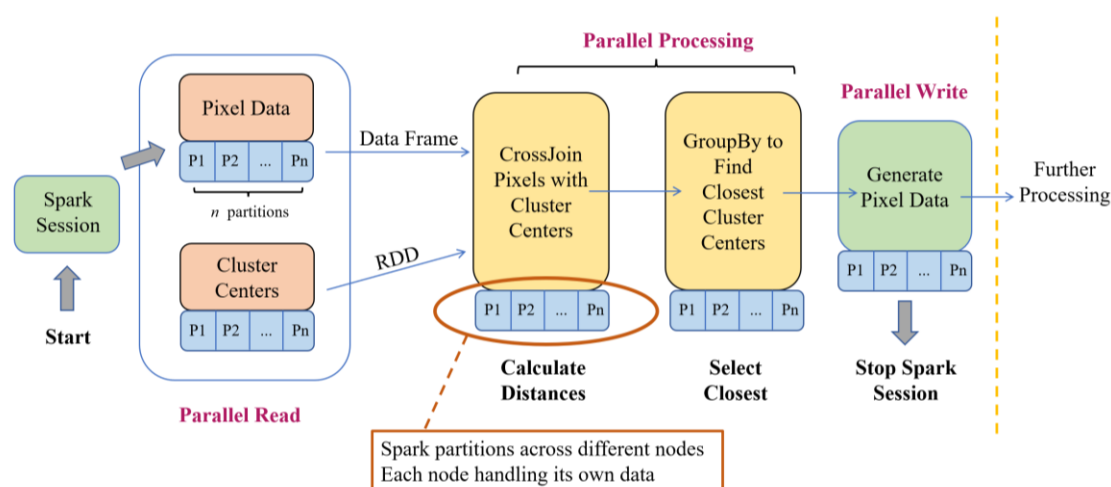 Start
Spark
Session
Pixel Data
P1 P2 ... Pn
n partitions
Cluster
Centers
P1 P2 ... Pn
Parallel Read
Data Frame
RDD
Parallel Processing
CrossJoin
Pixels with
Cluster
Centers
P1 P2 ... Pn
Calculate
Distances
GroupBy to
Find
Closest
Cluster
Centers
P1 P2 ... Pn
Select
Closest
Parallel Write
Generate
Pixel Data
P1 P2 ... Pn
Stop Spark
Session
Further
Processing
Spark partitions across different nodes
Each node handling its own data